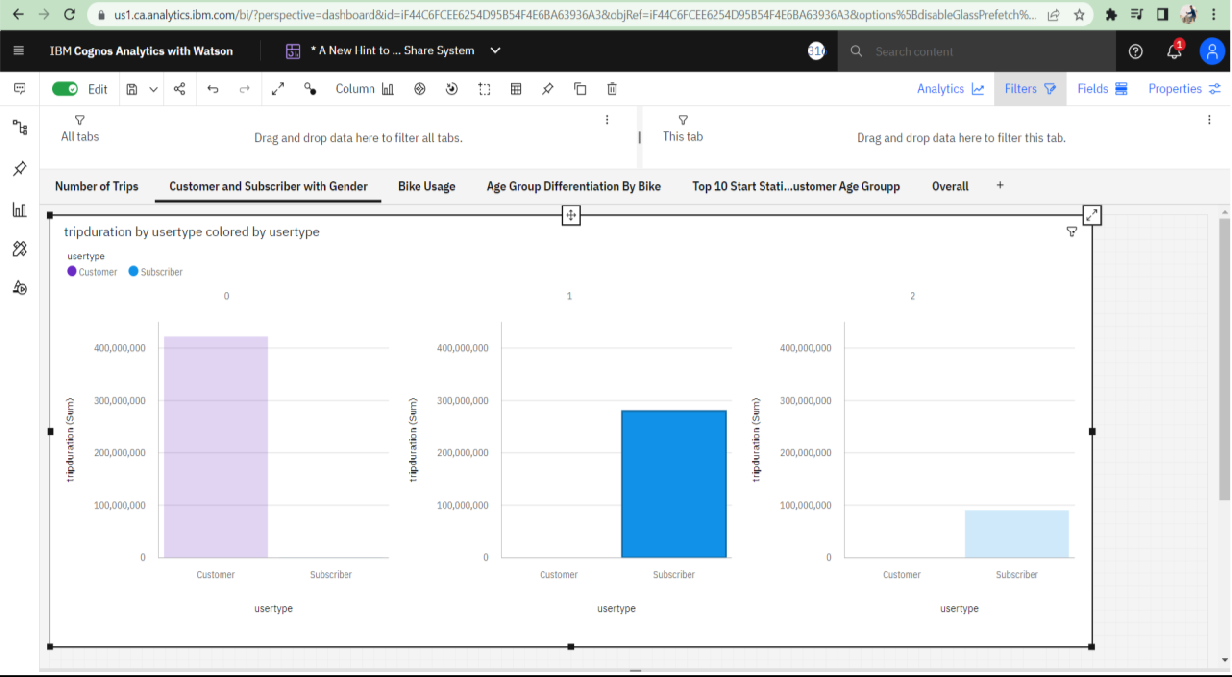 us1.ca.analytics.ibm.com/bi/?perspective=dashboard&id=iF44C6FCEE6254D95B54F4E6BA63936A3&objRef=iF44C6FCEE6254D95B54F4E6BA63936A3&options%5BdisableGlassPrefetch%...
IBM Cognos Analytics with Watson
* A New Hint to ... Share System
Search content
1
Edit
Column
Analytics
Filters
Fields
Properties
All tabs
Drag and drop data here to filter all tabs.
This tab
Drag and drop data here to filter this tab.
Number of Trips
Customer and Subscriber with Gender
Bike Usage
Age Group Differentiation By Bike
Top 10 Start Stati...ustomer Age Groupp
Overall
+
tripduration by usertype colored by usertype
usertype
Customer Subscriber
0
1
2
tripduration (Sum)
400,000,000
300,000,000
200,000,000
100,000,000
0
Customer Subscriber
usertype
tripduration (Sum)
400,000,000
300,000,000
200,000,000
100,000,000
0
Customer Subscriber
usertype
tripduration (Sum)
400,000,000
300,000,000
200,000,000
100,000,000
0
Customer Subscriber
usertype